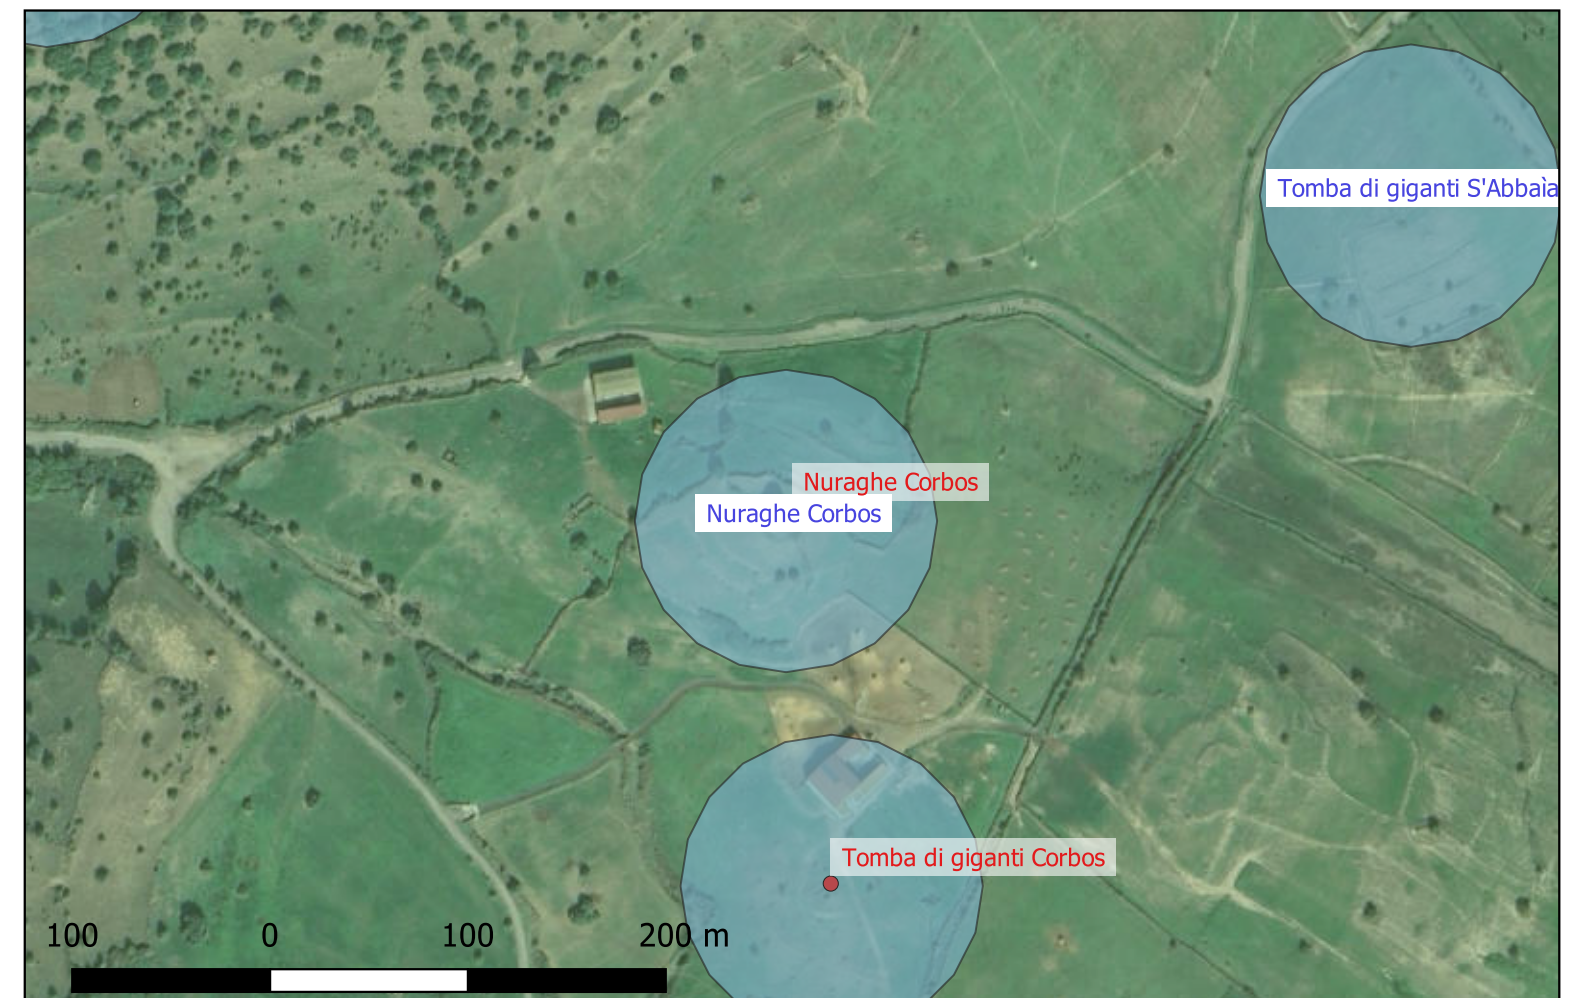 Tomba di giganti S'Abbaìa
Nuraghe Corbos
Nuraghe Corbos
Tomba di giganti Corbos
100 0 100 200 m